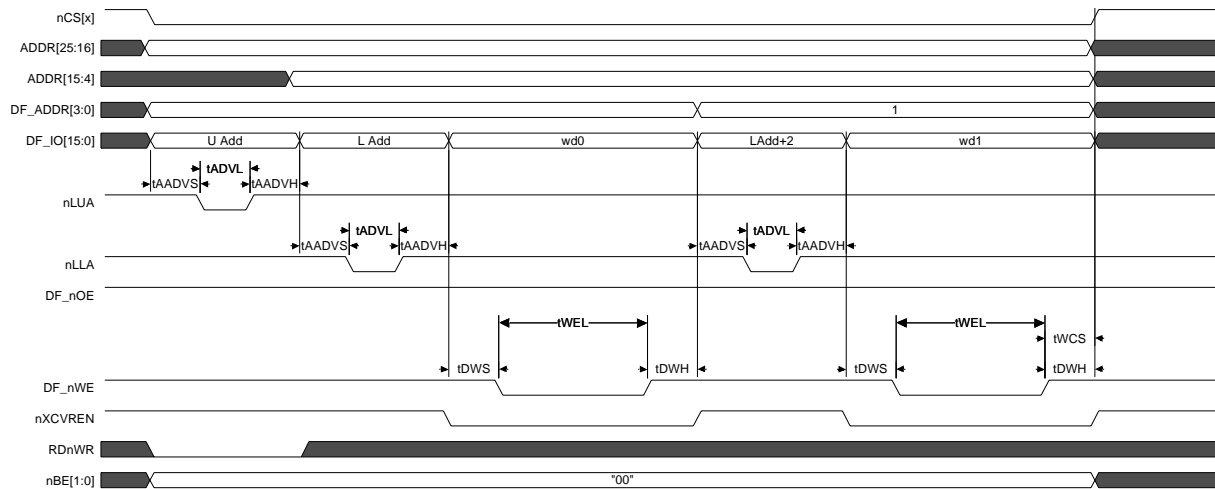 nCS[x]
ADDR[25:16]
ADDR[15:4]
DF_ADDR[3:0] 1
DF_IO[15:0] U Add L Add wd0 LAdd+2 wd1
tADVL
tAADVS tAADVH
nLUA
tADVL tADVL
tAADVS tAADVH tAADVS tAADVH
nLLA
DF_nOE
tWEL tWEL
tWCS
tDWS tDWH tDWS tDWH
DF_nWE
nXCVREN
RDnWR
nBE[1:0] "00"